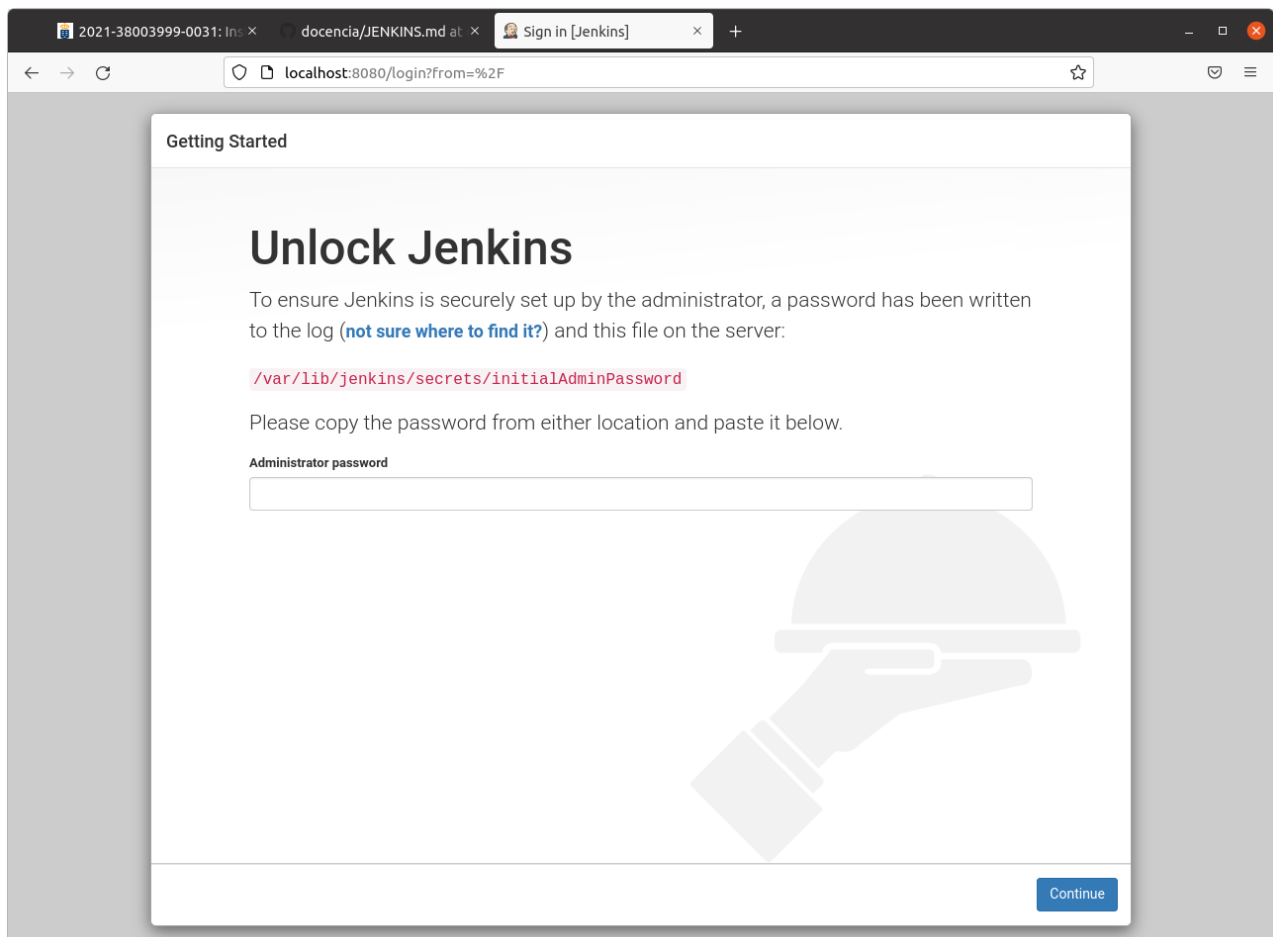 2021-38003999-0031: Ins
docencia/JENKINS.md at
Sign in [Jenkins]
localhost:8080/login?from=%2F
Getting Started
Unlock Jenkins
To ensure Jenkins is securely set up by the administrator, a password has been written
to the log (not sure where to find it?) and this file on the server:
/var/lib/jenkins/secrets/initialAdminPassword
Please copy the password from either location and paste it below.
Administrator password
Continue